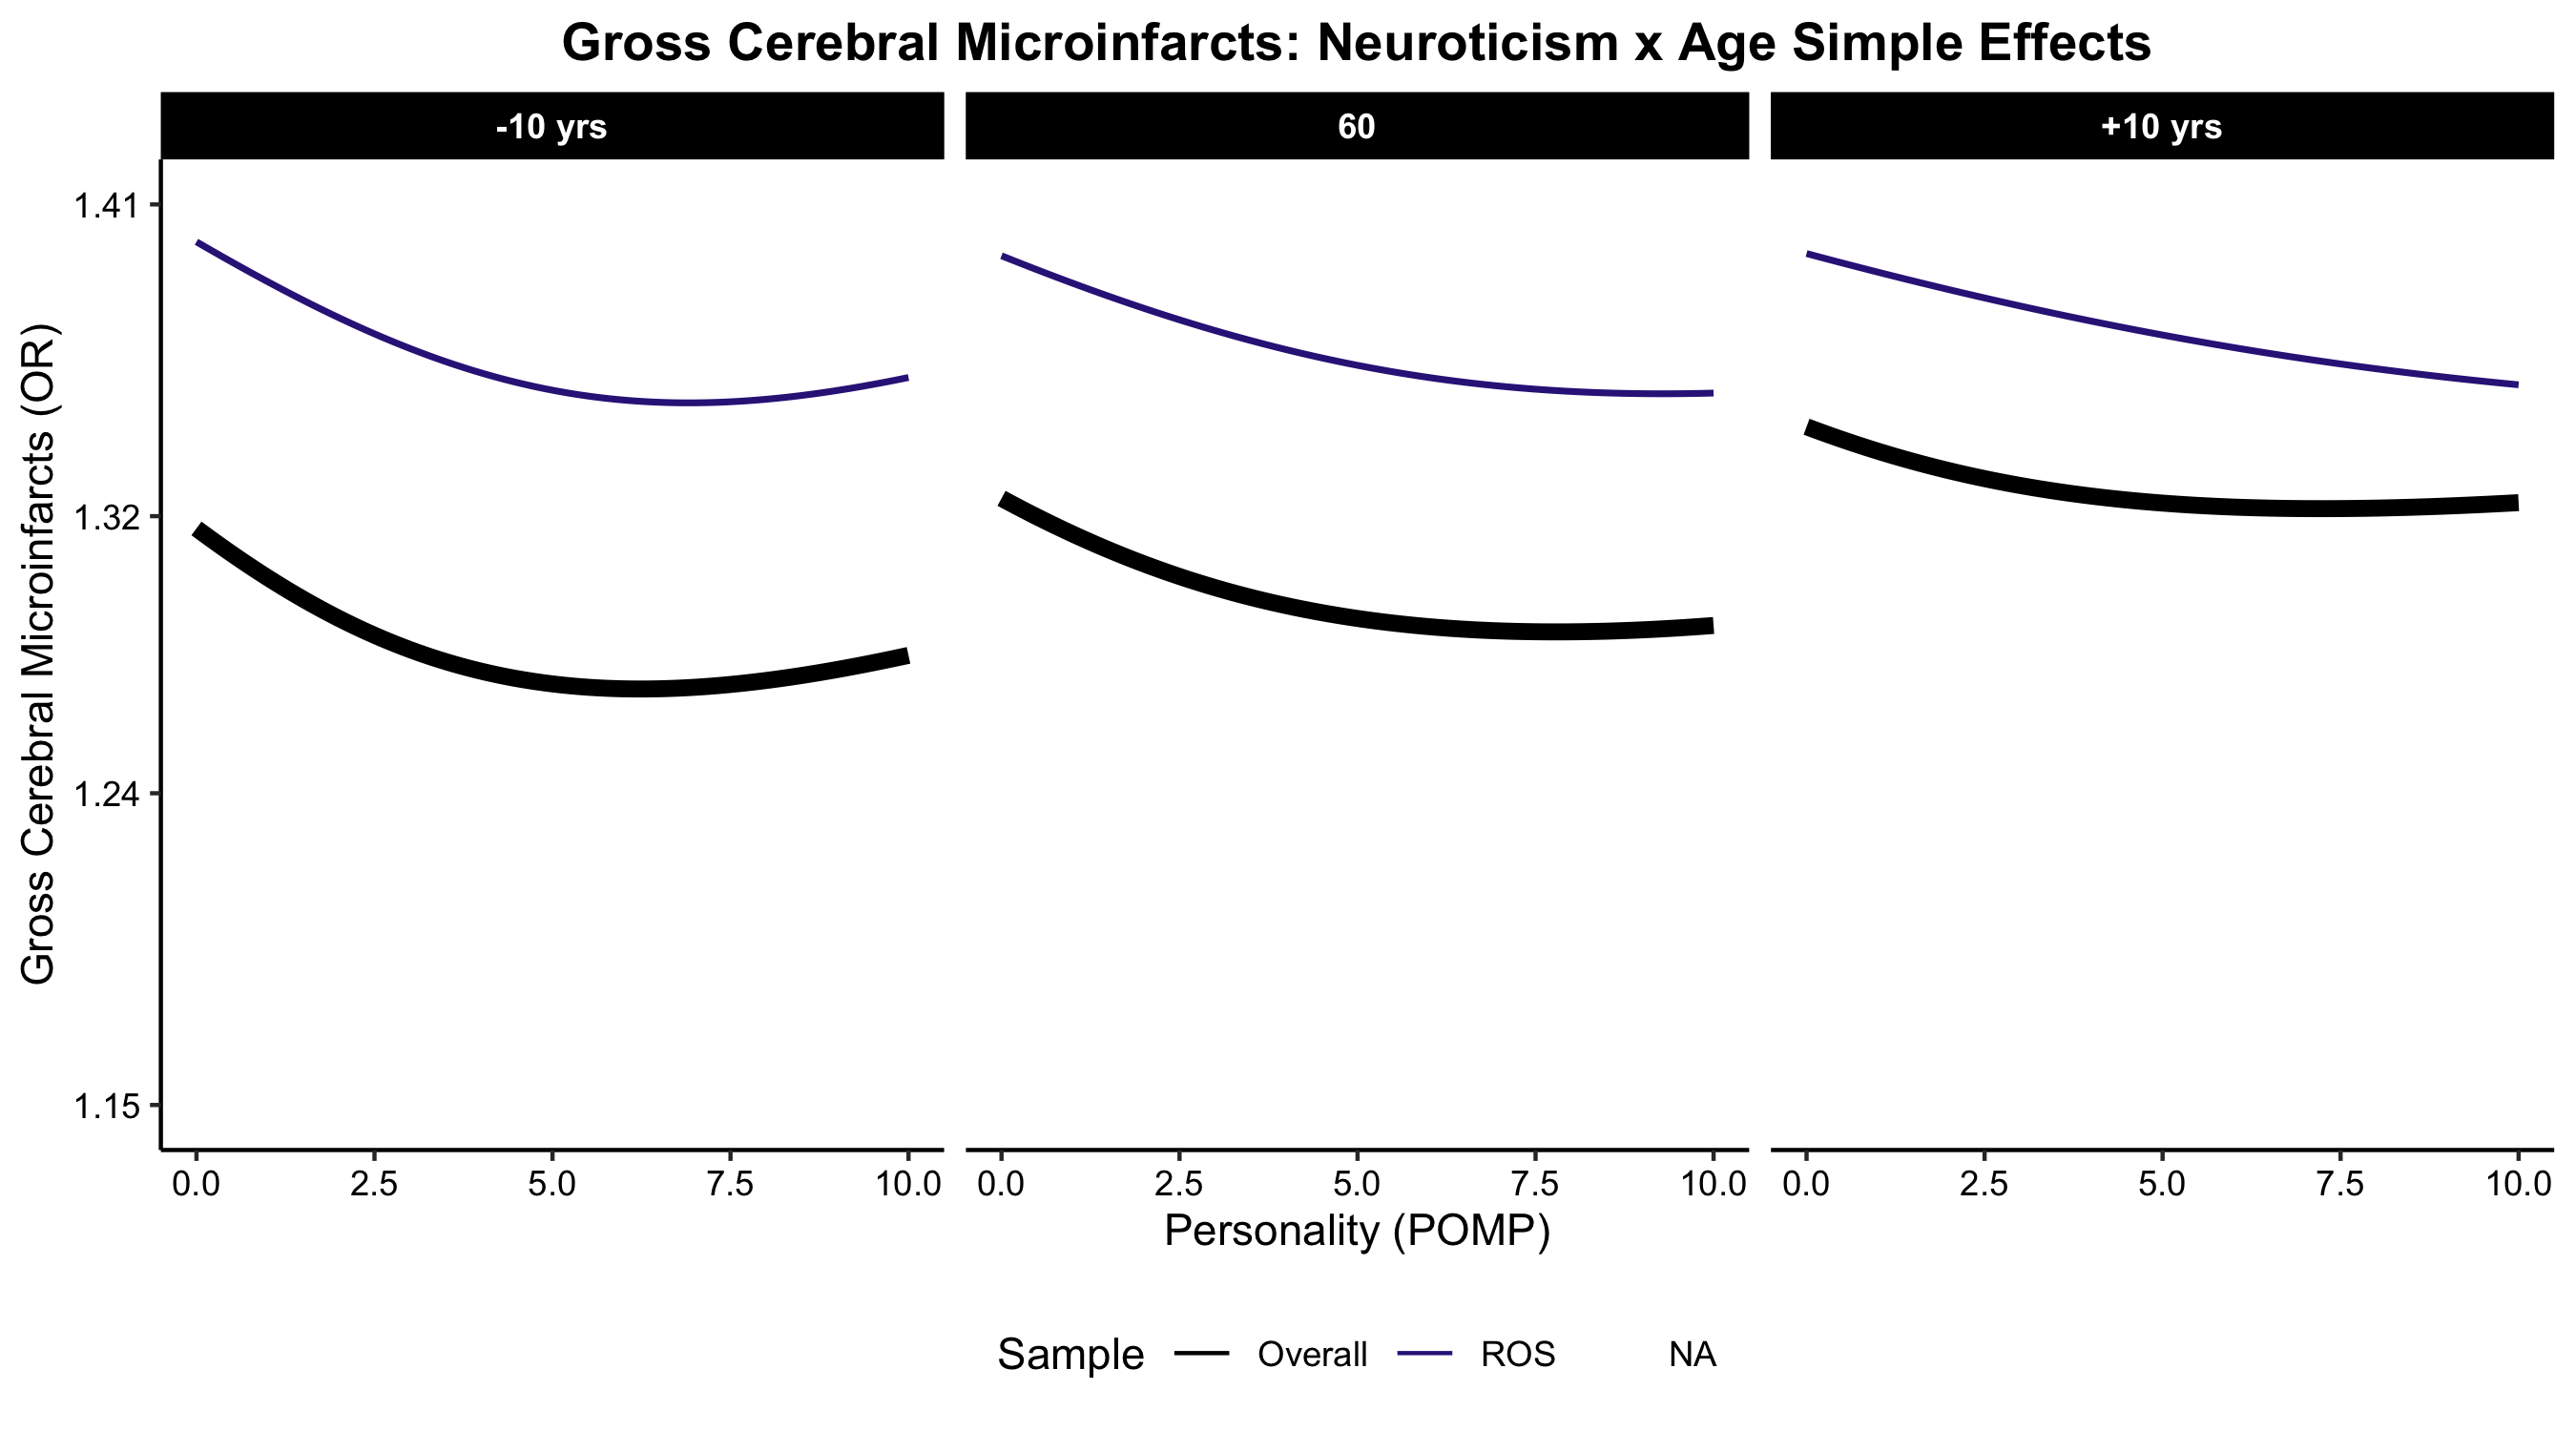 Gross Cerebral Microinfarcts: Neuroticism x Age Simple Effects
-10 yrs
60
+10 yrs
Gross Cerebral Microinfarcts (OR)
1.41
1.32
1.24
1.15
0.0 2.5 5.0 7.5 10.0
0.0 2.5 5.0 7.5 10.0
0.0 2.5 5.0 7.5 10.0
Personality (POMP)
Sample Overall ROS NA